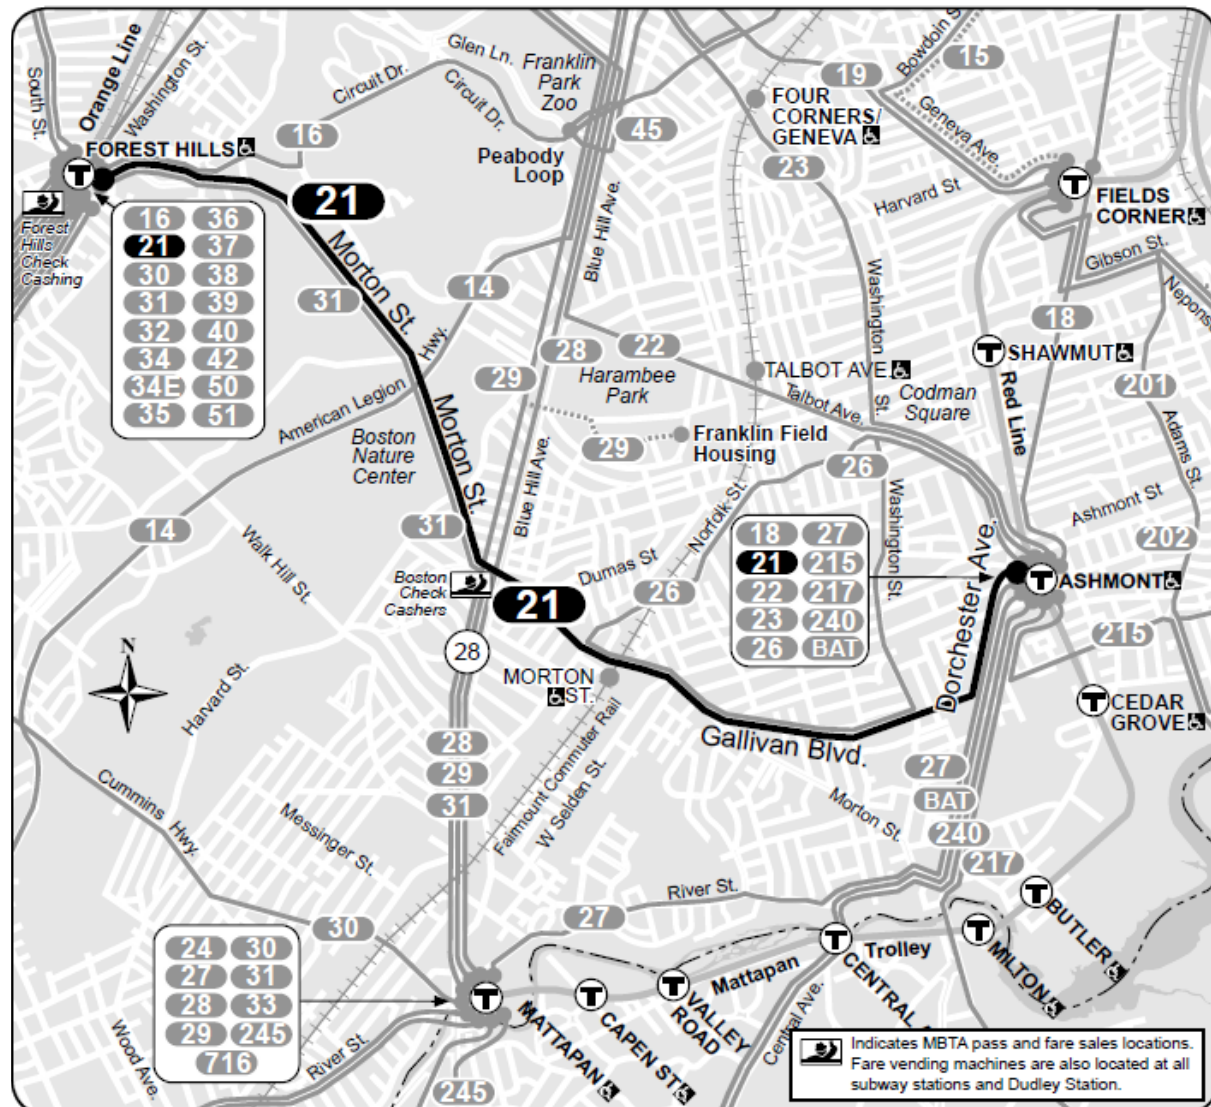 South St.
Orange Line
Washington St.
Circuit Dr.
Glen Ln.
Circuit Dr.
Franklin
Park
Zoo
16
45
Peabody
Loop
FOUR
CORNERS/
GENEVA
19
Bowdoin S
15
Geneva Ave.
23
Harvard St
T
FIELDS
CORNER
Gibson St.
FOREST HILLS
T
Forest
Hills
Check
Cashing
16 36
21 37
30 38
31 39
32 40
34 42
34E 50
35 51
21
Morton St.
31
14
Hwy.
American Legion
Blue Hill Ave.
28
22
29
Harambee
Park
TALBOT AVE.
Talbot Ave.
Washington
St.
Codman
Square
T
SHAWMUT
Red Line
18
201
Nepons
Adams St.
Boston
Nature
Center
Morton St.
31
29
Franklin Field
Housing
26
Blue Hill Ave.
Norfolk St.
Washington St.
Ashmont St
202
14
Walk Hill St.
Boston
Check
Cashers
21
Dumas St
26
18 27
21 215
22 217
23 240
26 BAT
T
ASHMONT
Dorchester Ave.
215
N
Harvard St.
28
MORTON
ST.
T
CEDAR
GROVE
Gallivan Blvd.
28
29
31
Fairmount Commuter Rail
W Selden St.
27
BAT
240
217
Morton St.
Cummins Hwy.
Messinger St.
River St.
27
30
24 30
27 31
28 33
29 245
716
T
MATTAPAN
T
CAPEN ST
T
VALLEY
ROAD
Mattapan
Trolley
T
CENTRAL
T
MILTON
T
BUTLER
Central Ave.
Wood Ave.
River St.
245
Indicates MBTA pass and fare sales locations.
Fare vending machines are also located at all
subway stations and Dudley Station.